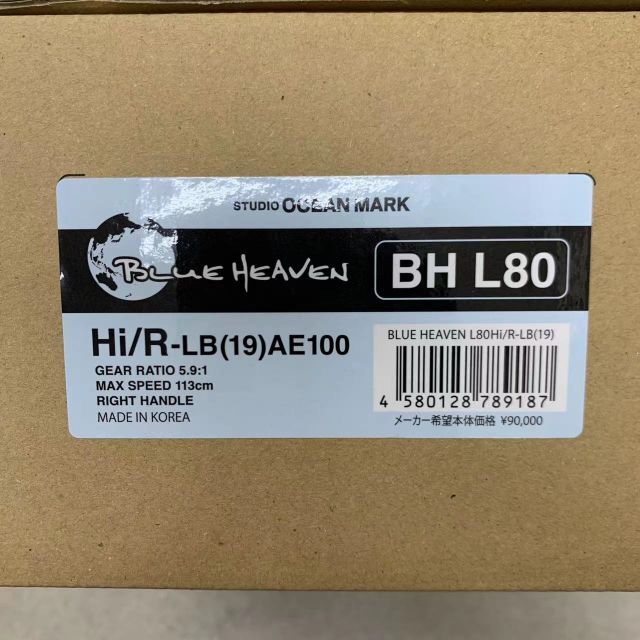 STUDIO OCEAN MARK
BLUE HEAVEN
BH L80
Hi/R-LB(19)AE100
GEAR RATIO 5.9:1
MAX SPEED 113cm
RIGHT HANDLE
MADE IN KOREA
BLUE HEAVEN L80Hi/R-LB(19)
4 580128 789187
メーカー希望本体価格 ¥90,000